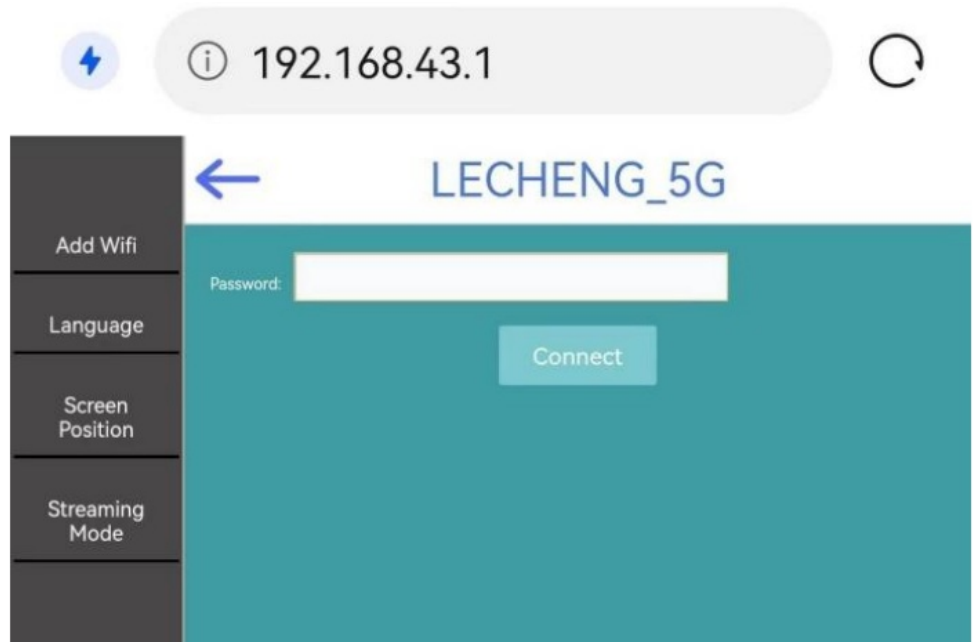 192.168.43.1
LECHENG_5G
Add Wifi
Language
Screen
Position
Streaming
Mode
Password:
Connect